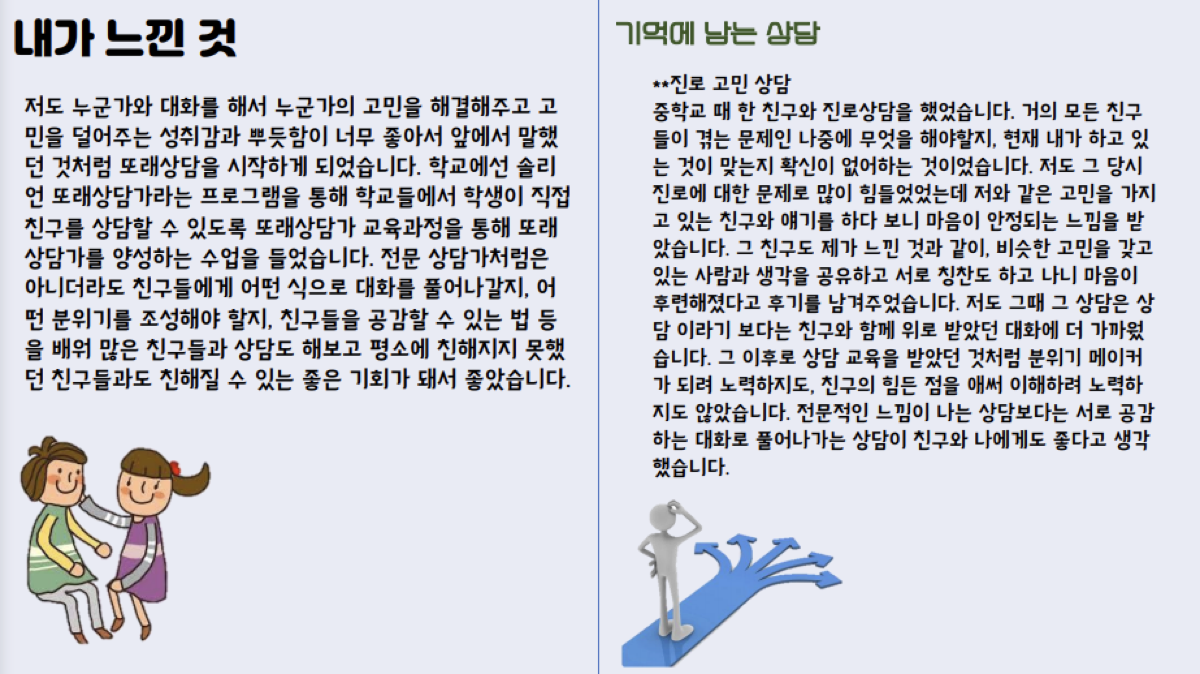 내가 느낀 것
저도 누군가와 대화를 해서 누군가의 고민을 해결해주고 고
민을 덜어주는 성취감과 뿌듯함이 너무 좋아서 앞에서 말했
던 것처럼 또래상담을 시작하게 되었습니다. 학교에선 솔리
언 또래상담가라는 프로그램을 통해 학교들에서 학생이 직접
친구를 상담할 수 있도록 또래상담가 교육과정을 통해 또래
상담가를 양성하는 수업을 들었습니다. 전문 상담가처럼은
아니더라도 친구들에게 어떤 식으로 대화를 풀어나갈지, 어
떤 분위기를 조성해야 할지, 친구들을 공감할 수 있는 법 등
을 배워 많은 친구들과 상담도 해보고 평소에 친해지지 못했
던 친구들과도 친해질 수 있는 좋은 기회가 돼서 좋았습니다.
기억에 남는 상담
**진로 고민 상담
중학교 때 한 친구와 진로상담을 했었습니다. 거의 모든 친구
들이 겪는 문제인 나중에 무엇을 해야할지, 현재 내가 하고 있
는 것이 맞는지 확신이 없어하는 것이었습니다. 저도 그 당시
진로에 대한 문제로 많이 힘들었었는데 저와 같은 고민을 가지
고 있는 친구와 얘기를 하다 보니 마음이 안정되는 느낌을 받
았습니다. 그 친구도 제가 느낀 것과 같이, 비슷한 고민을 갖고
있는 사람과 생각을 공유하고 서로 칭찬도 하고 나니 마음이
후련해졌다고 후기를 남겨주었습니다. 저도 그때 그 상담은 상
담 이라기 보다는 친구와 함께 위로 받았던 대화에 더 가까웠
습니다. 그 이후로 상담 교육을 받았던 것처럼 분위기 메이커
가 되려 노력하지도, 친구의 힘든 점을 애써 이해하려 노력하
지도 않았습니다. 전문적인 느낌이 나는 상담보다는 서로 공감
하는 대화로 풀어나가는 상담이 친구와 나에게도 좋다고 생각
했습니다.